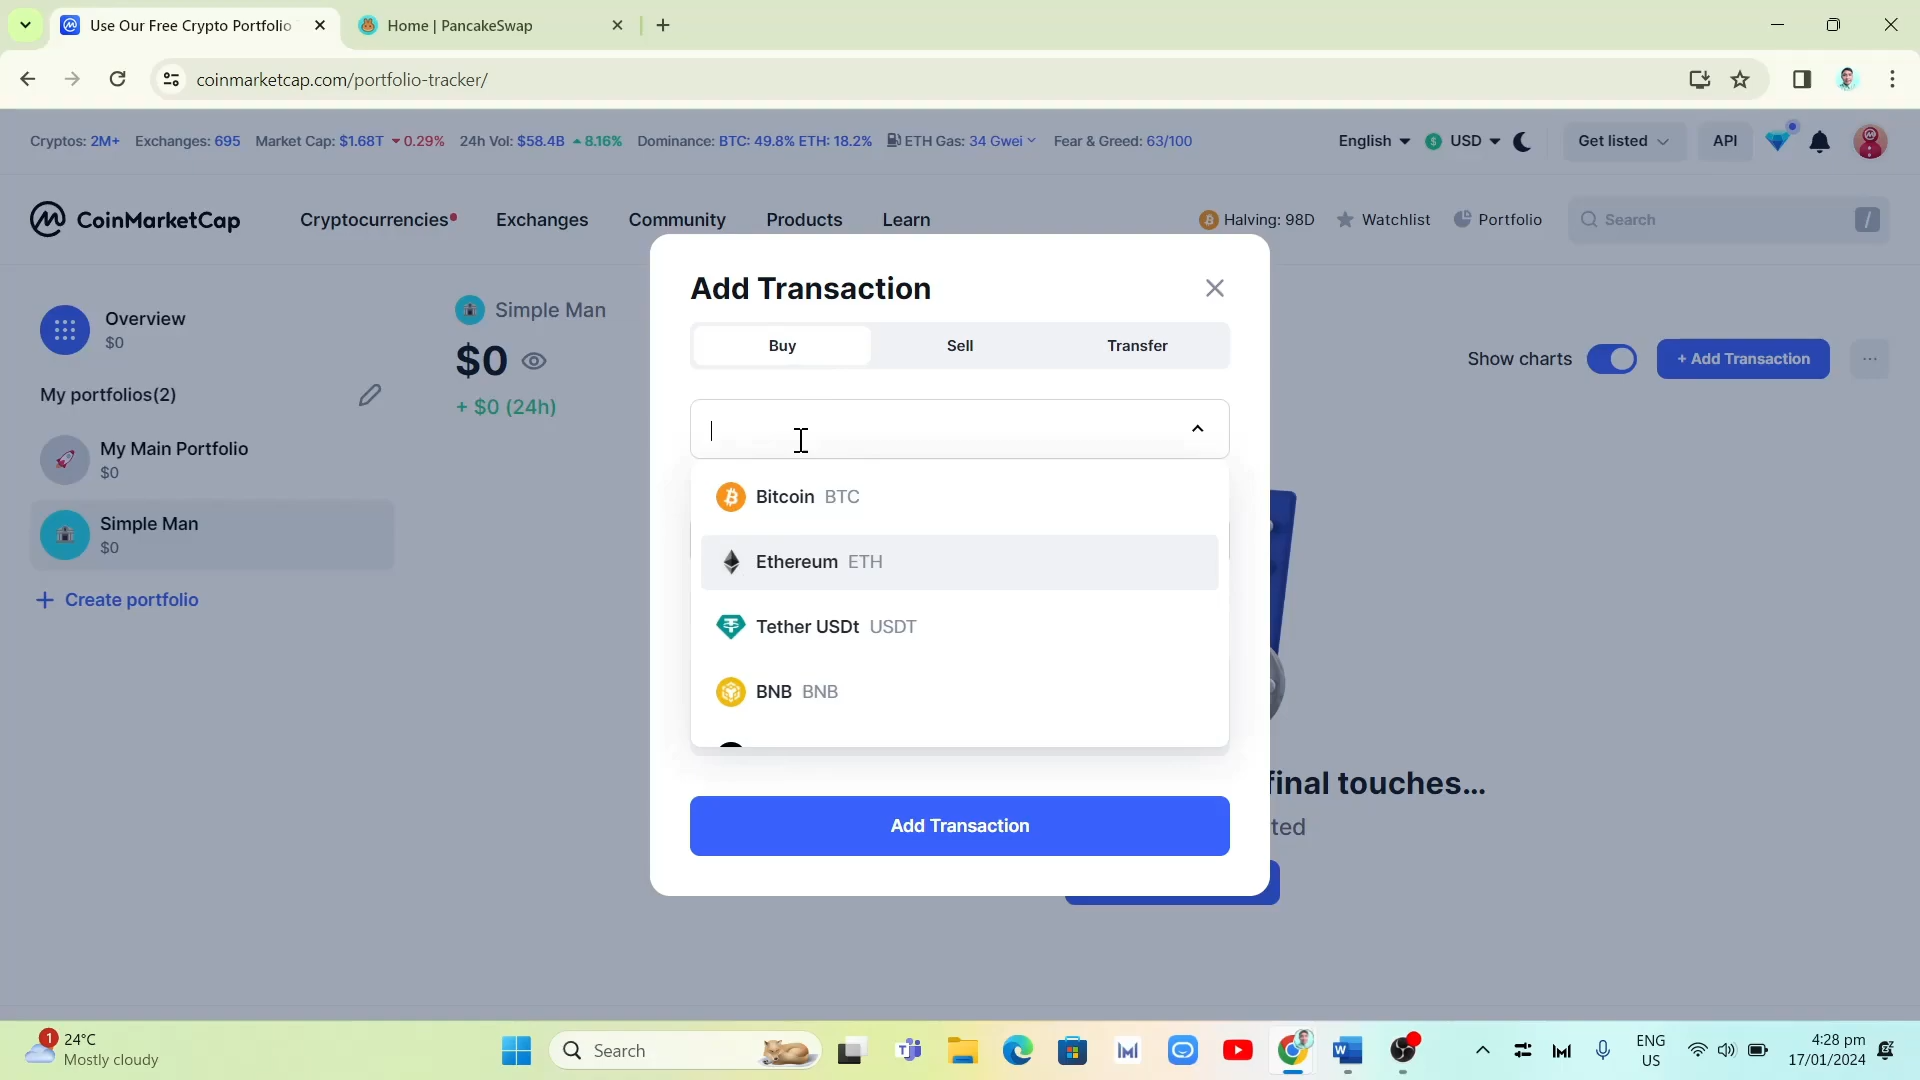 Use Our Free Crypto Portfolio
Home | PancakeSwap
coinmarketcap.com/portfolio-tracker/
Cryptos: 2M+ Exchanges: 695 Market Cap: $1.68T 0.29% 24h Vol: $58.4B 8.16% Dominance: BTC: 49.8% ETH: 18.2% ETH Gas: 34 Gwei Fear & Greed: 63/100
English USD Get listed API
CoinMarketCap Cryptocurrencies Exchanges Community Products Learn
Halving: 98D Watchlist Portfolio Search /
Overview
$0
My portfolios(2)
My Main Portfolio
$0
Simple Man
$0
+ Create portfolio
Simple Man
$0
+ $0 (24h)
Show charts + Add Transaction ...
Add Transaction
Buy Sell Transfer
Bitcoin BTC
Ethereum ETH
Tether USDt USDT
BNB BNB
Add Transaction
final touches...
ted
1
24°C
Mostly cloudy
Search
ENG
US
4:28 pm
17/01/2024